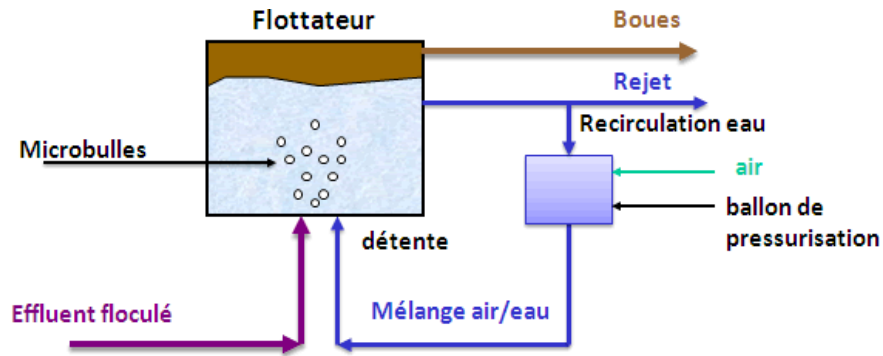 Flottateur
Boues
Rejet
Recirculation eau
Microbulles
air
ballon de
pressurisation
détente
Effluent floculé
Mélange air/eau